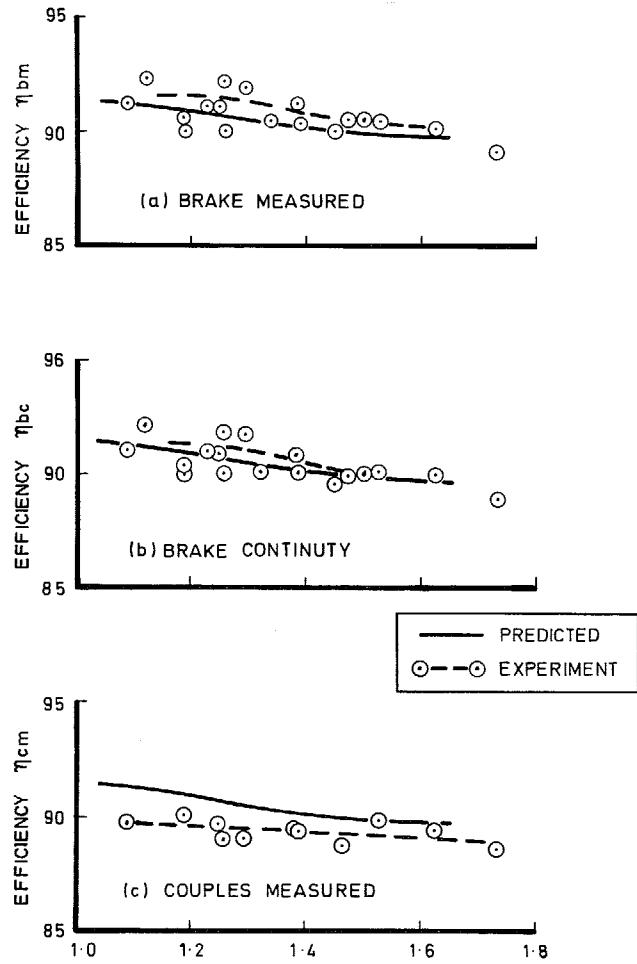 95
90
85
EFFICIENCY ηbm
(a) BRAKE MEASURED
96
90
85
EFFICIENCY ηbc
(b) BRAKE CONTINUTY
PREDICTED
EXPERIMENT
95
90
85
EFFICIENCY ηcm
(c) COUPLES MEASURED
1·0
1·2
1·4
1·6
1·8